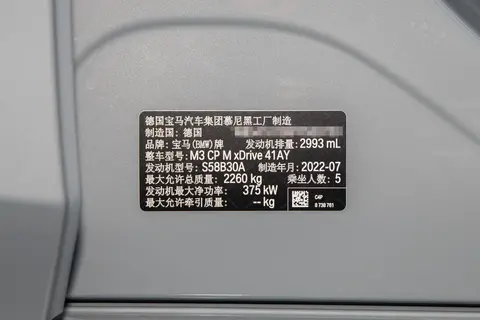 德国宝马汽车集团慕尼黑工厂制造
制造国：德国
品牌：宝马(BMW)牌 发动机排量：2993 mL
整车型号：M3 CP M xDrive 41AY
发动机型号：S58B30A 制造年月：2022-07
最大允许总质量：2260 kg 乘坐人数：5
发动机最大净功率：375 kW
最大允许牵引质量：-- kg
C4P
8 738 781